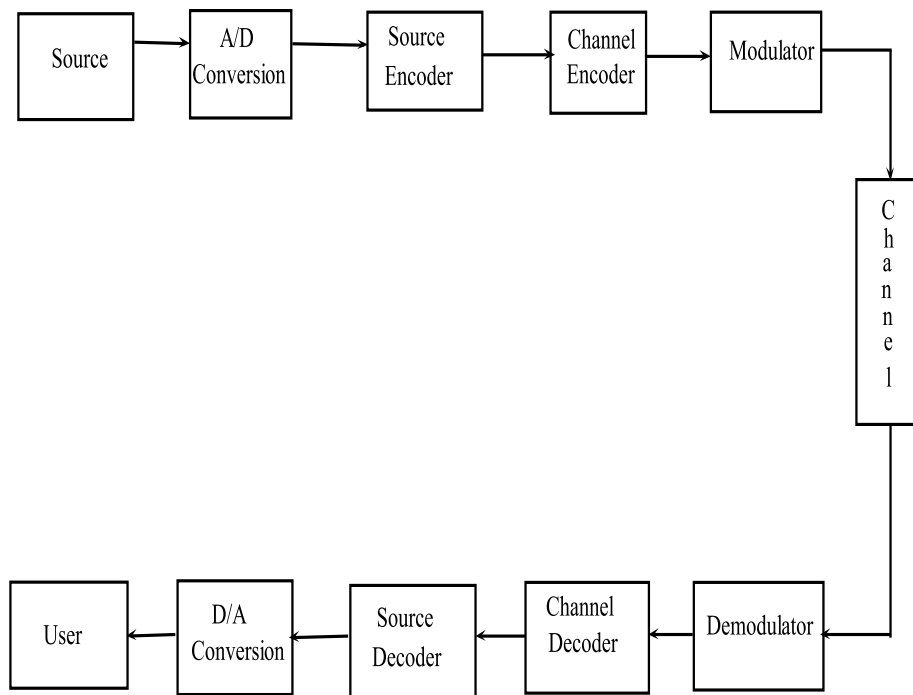 Source
A/D
Conversion
Source
Encoder
Channel
Encoder
Modulator
C
h
a
n
n
e
l
User
D/A
Conversion
Source
Decoder
Channel
Decoder
Demodulator